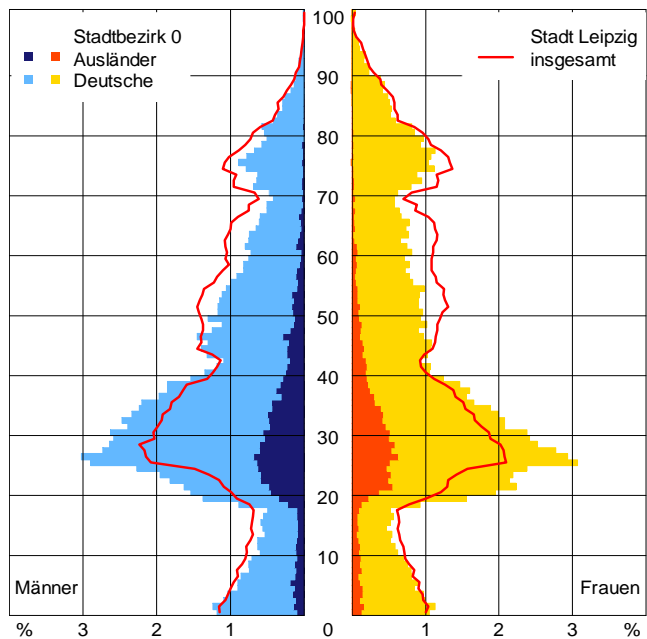 100
Stadtbezirk 0
Ausländer
Deutsche
Stadt Leipzig
insgesamt
90
80
70
60
50
40
30
20
10
Männer
Frauen
% 3 2 1 0 1 2 3 %